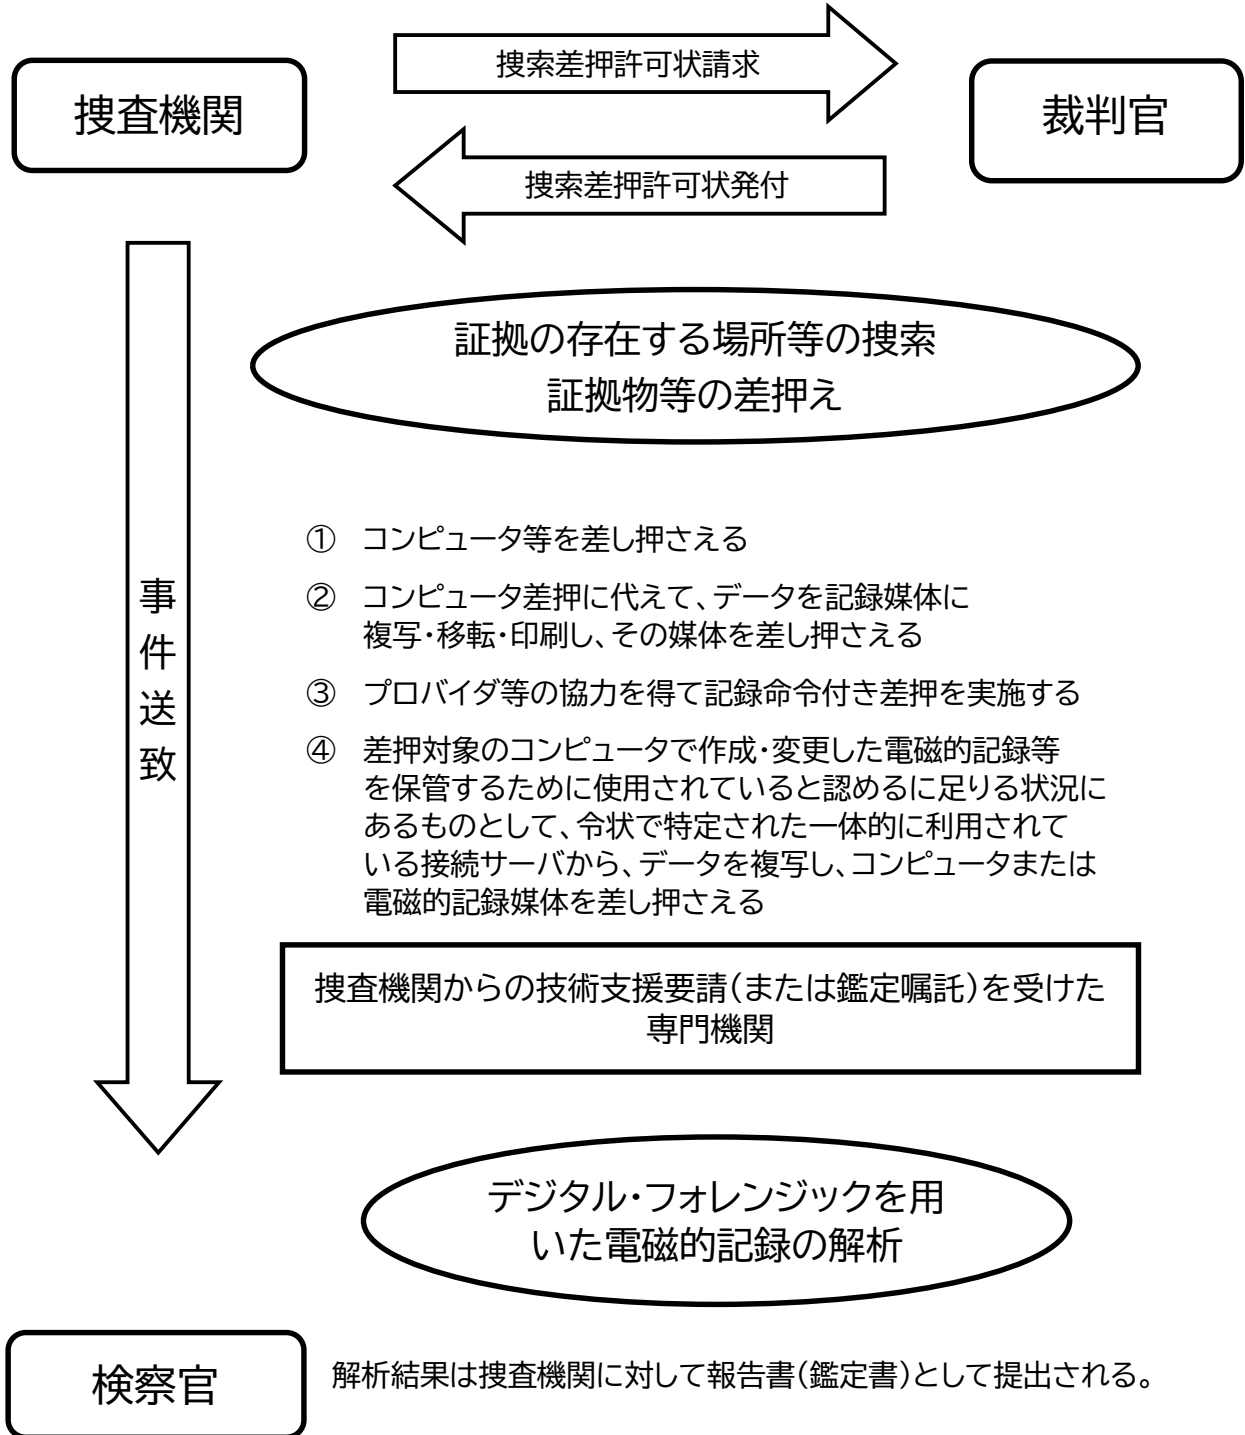 捜査機関
捜索差押許可状請求
裁判官
捜索差押許可状発付
証拠の存在する場所等の捜索
証拠物等の差押え
① コンピュータ等を差し押さえる
② コンピュータ差押に代えて、データを記録媒体に
複写・移転・印刷し、その媒体を差し押さえる
③ プロバイダ等の協力を得て記録命令付き差押を実施する
④ 差押対象のコンピュータで作成・変更した電磁的記録等
を保管するために使用されていると認めるに足りる状況に
あるものとして、令状で特定された一体的に利用されて
いる接続サーバから、データを複写し、コンピュータまたは
電磁的記録媒体を差し押さえる
事件送致
捜査機関からの技術支援要請（または鑑定嘱託）を受けた
専門機関
デジタル・フォレンジックを用
いた電磁的記録の解析
検察官
解析結果は捜査機関に対して報告書（鑑定書）として提出される。